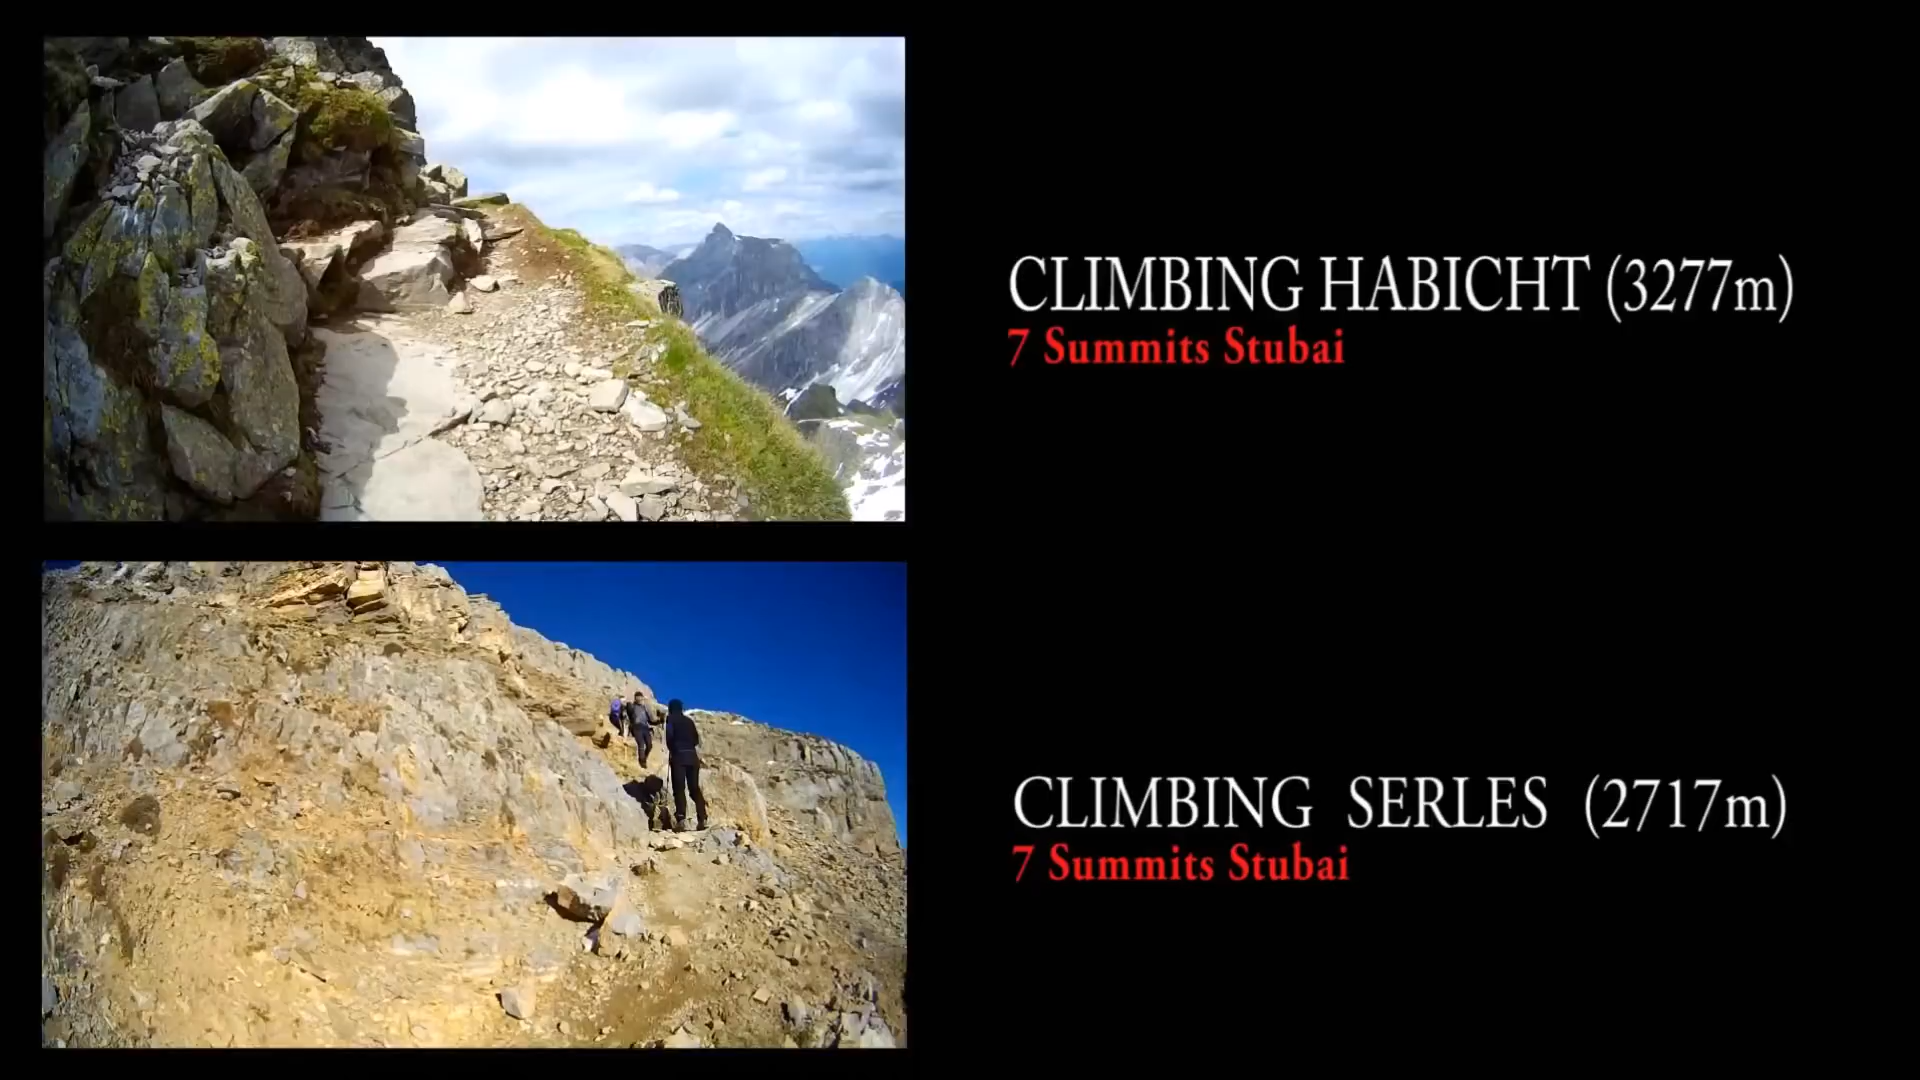 CLIMBING HABICHT (3277m)
7 Summits Stubai
CLIMBING SERLES (2717m)
7 Summits Stubai